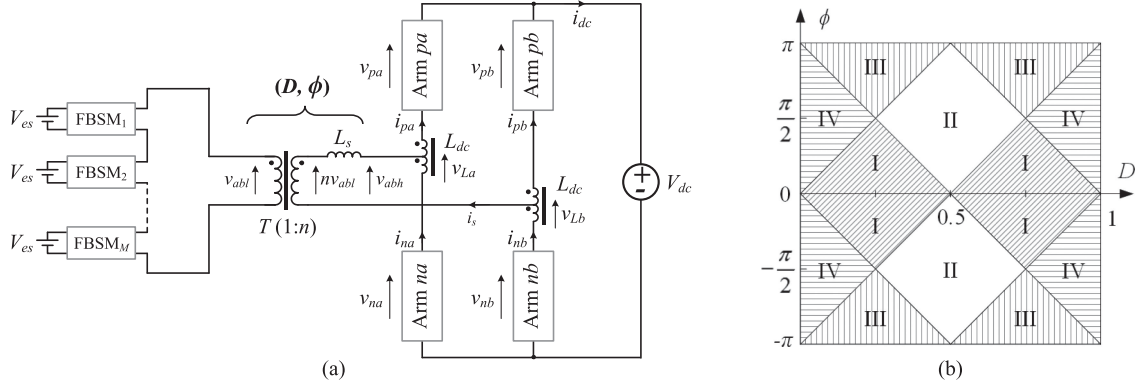 V_es FBSM_1
V_es FBSM_2
V_es FBSM_M
(D, ϕ)
v_abl
T (1:n)
nv_abl
L_s
v_abh
i_s
v_pa
Arm pa
i_pa
L_dc
v_La
i_na
v_na
Arm na
v_pb
Arm pb
i_pb
L_dc
v_Lb
i_nb
v_nb
Arm nb
i_dc
V_dc
(a)
ϕ
π
III III
π/2
IV II IV
I I
0 0.5 1 D
I I
-π/2
IV II IV
III III
-π
(b)